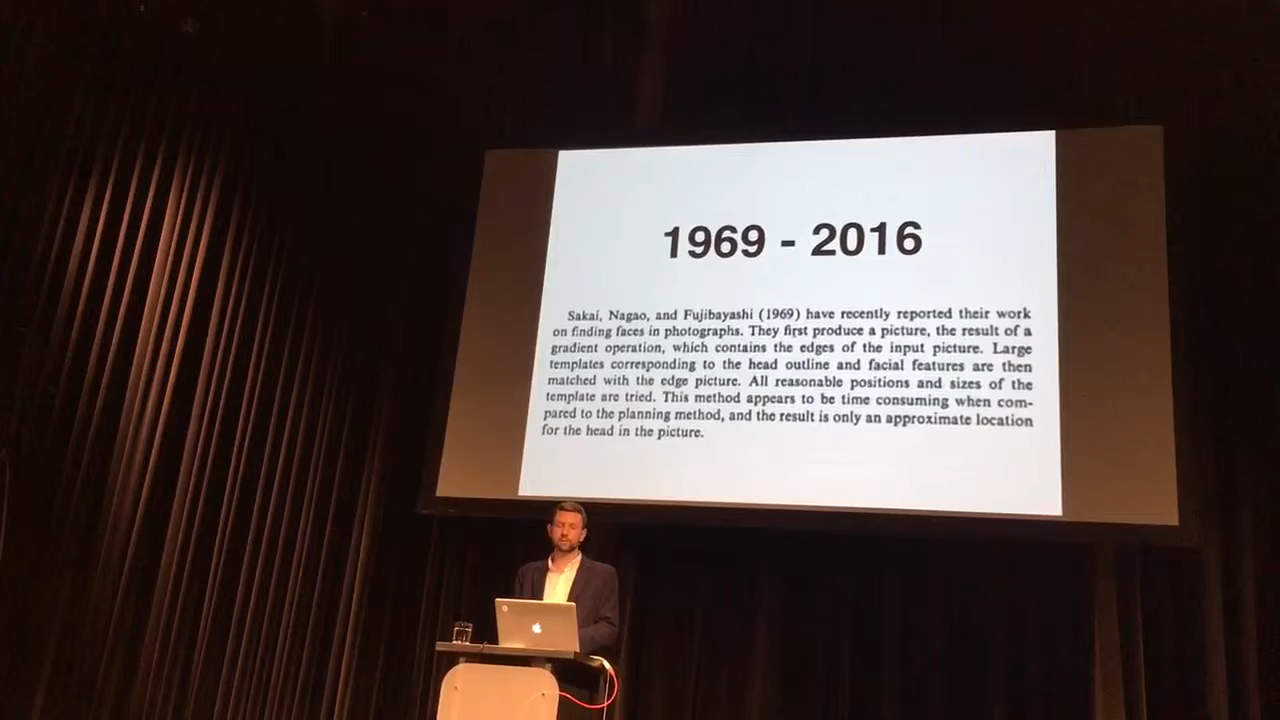 1969 - 2016
Sakai, Nagao, and Fujibayashi (1969) have recently reported their work
on finding faces in photographs. They first produce a picture, the result of a
gradient operation, which contains the edges of the input picture. Large
templates corresponding to the head outline and facial features are then
matched with the edge picture. All reasonable positions and sizes of the
template are tried. This method appears to be time consuming when com-
pared to the planning method, and the result is only an approximate location
for the head in the picture.